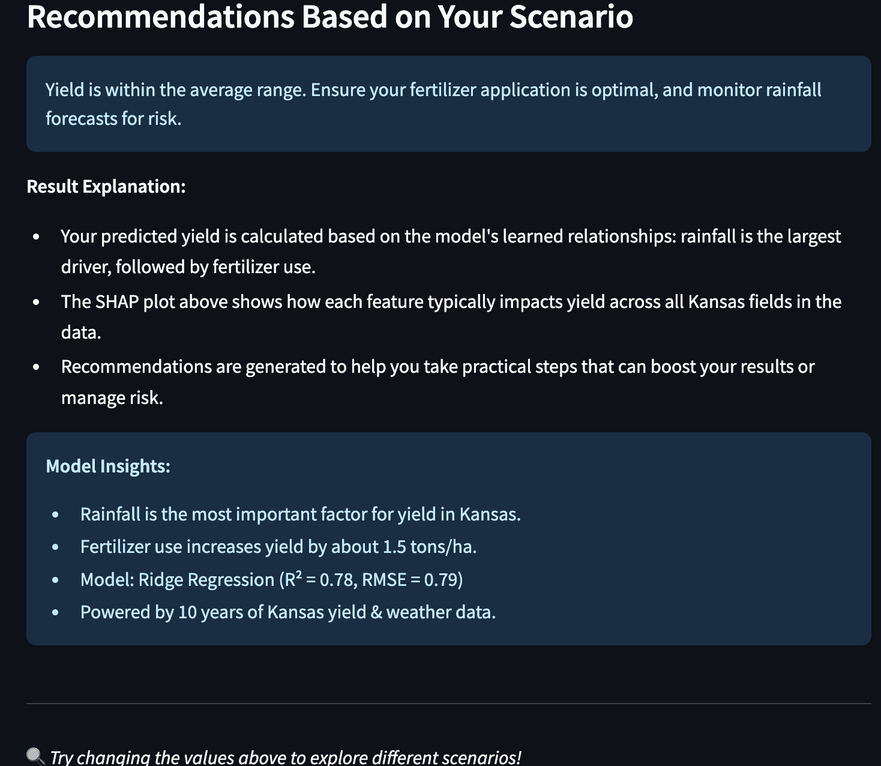 Recommendations Based on Your Scenario
Yield is within the average range. Ensure your fertilizer application is optimal, and monitor rainfall
forecasts for risk.
Result Explanation:
• Your predicted yield is calculated based on the model's learned relationships: rainfall is the largest
driver, followed by fertilizer use.
• The SHAP plot above shows how each feature typically impacts yield across all Kansas fields in the
data.
• Recommendations are generated to help you take practical steps that can boost your results or
manage risk.
Model Insights:
• Rainfall is the most important factor for yield in Kansas.
• Fertilizer use increases yield by about 1.5 tons/ha.
• Model: Ridge Regression (R² = 0.78, RMSE = 0.79)
• Powered by 10 years of Kansas yield & weather data.
🔍 Try changing the values above to explore different scenarios!